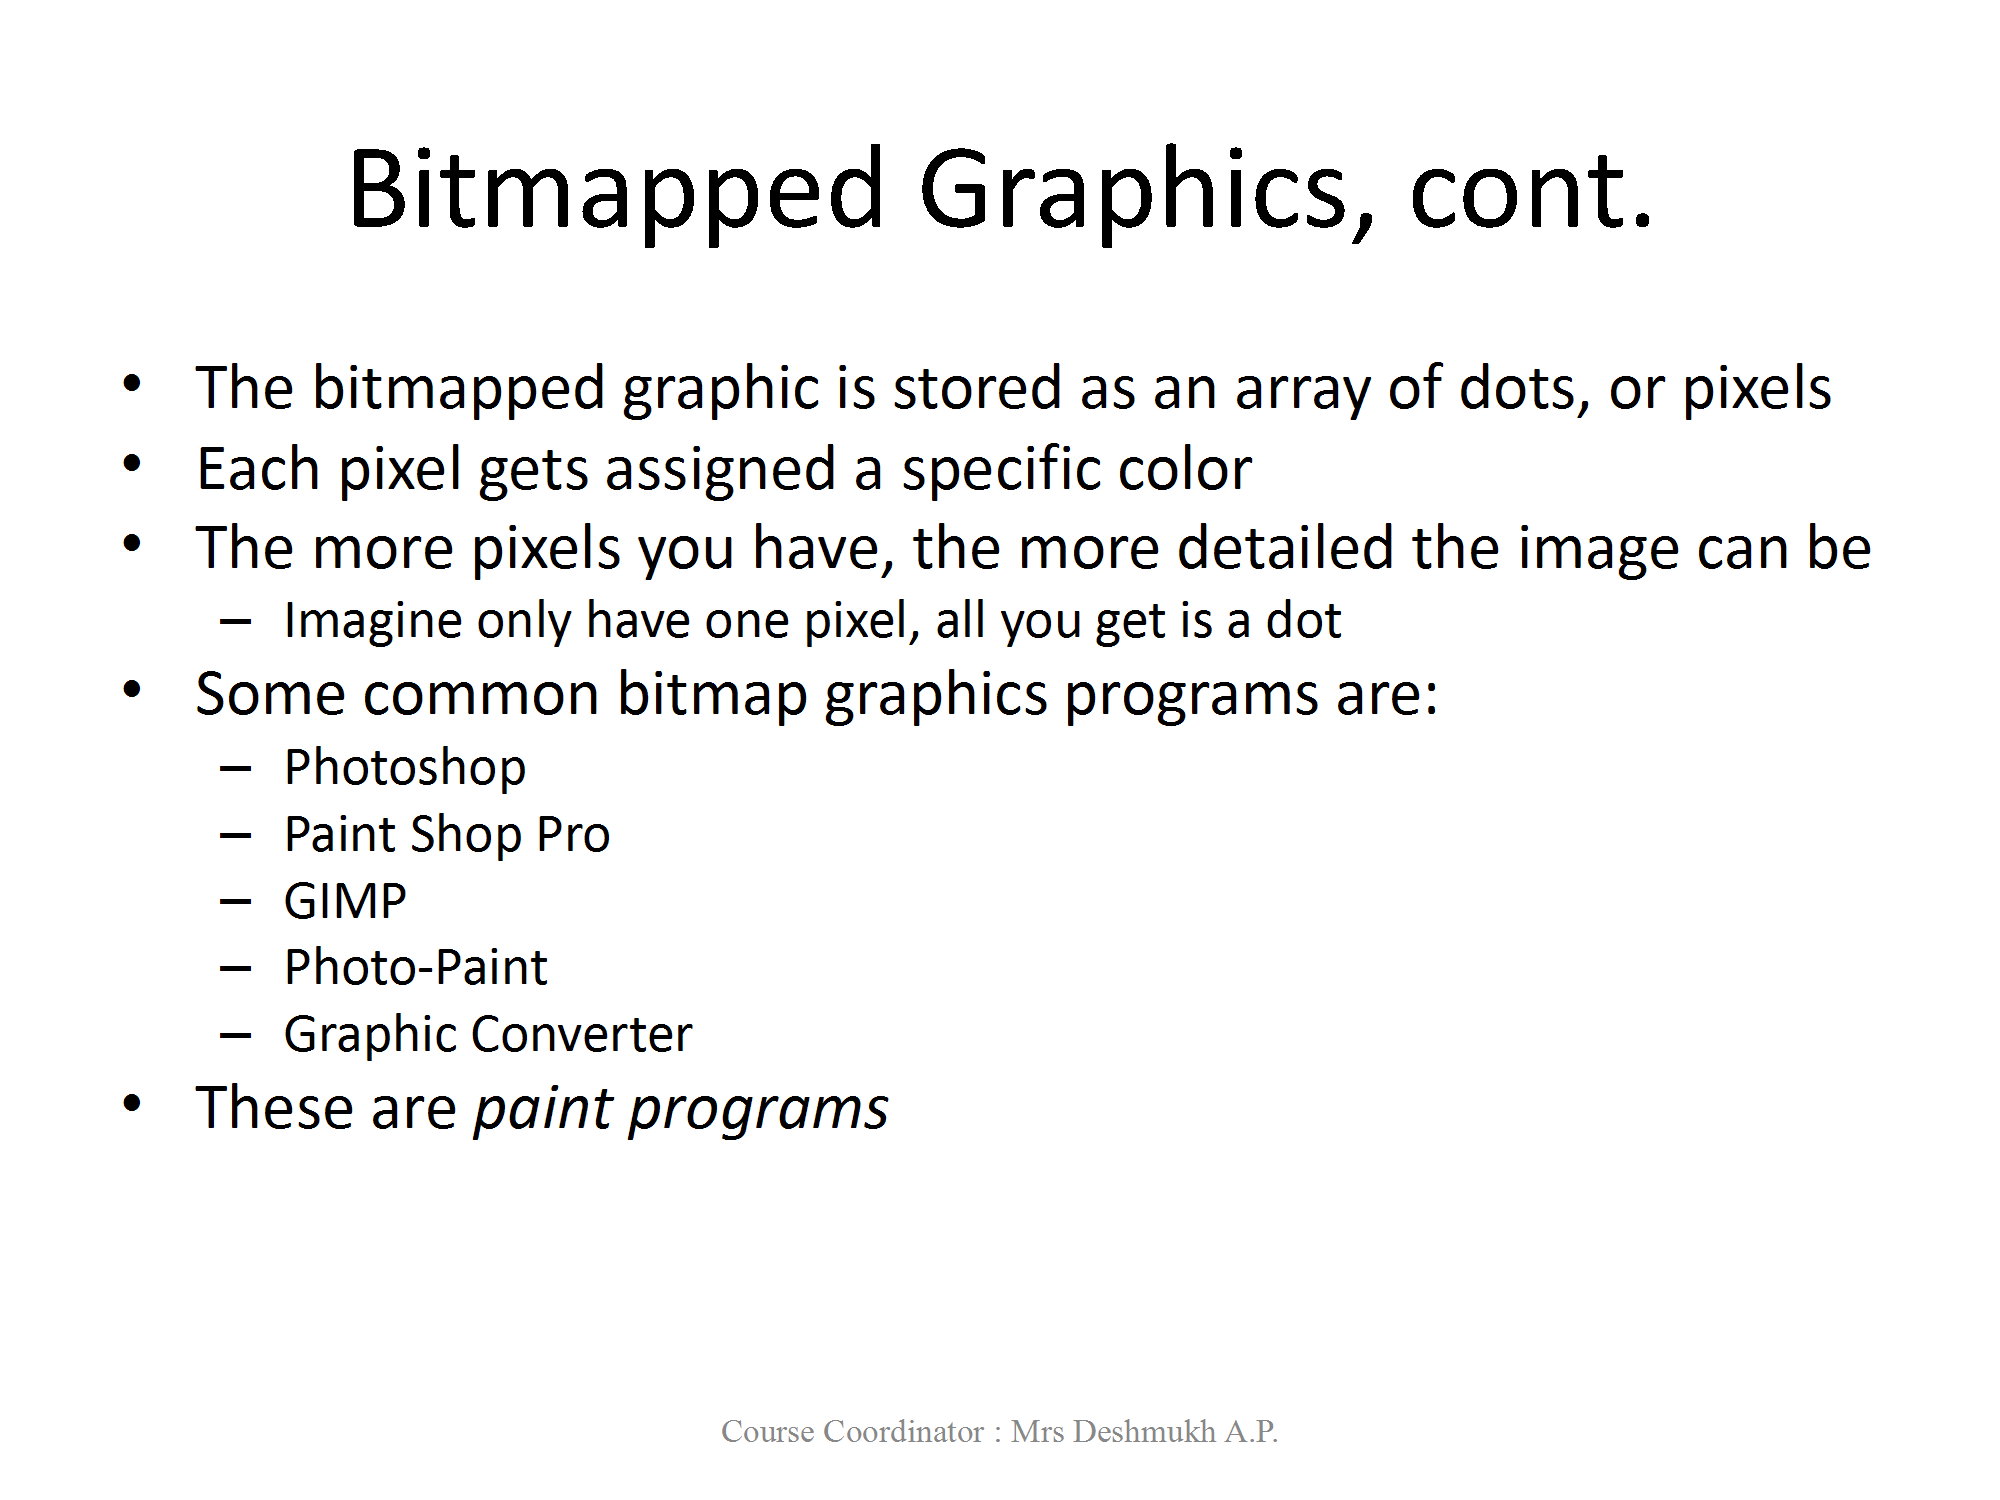 Bitmapped Graphics, cont.
• The bitmapped graphic is stored as an array of dots, or pixels
• Each pixel gets assigned a specific color
• The more pixels you have, the more detailed the image can be
– Imagine only have one pixel, all you get is a dot
• Some common bitmap graphics programs are:
– Photoshop
– Paint Shop Pro
– GIMP
– Photo-Paint
– Graphic Converter
• These are paint programs
Course Coordinator : Mrs Deshmukh A.P.